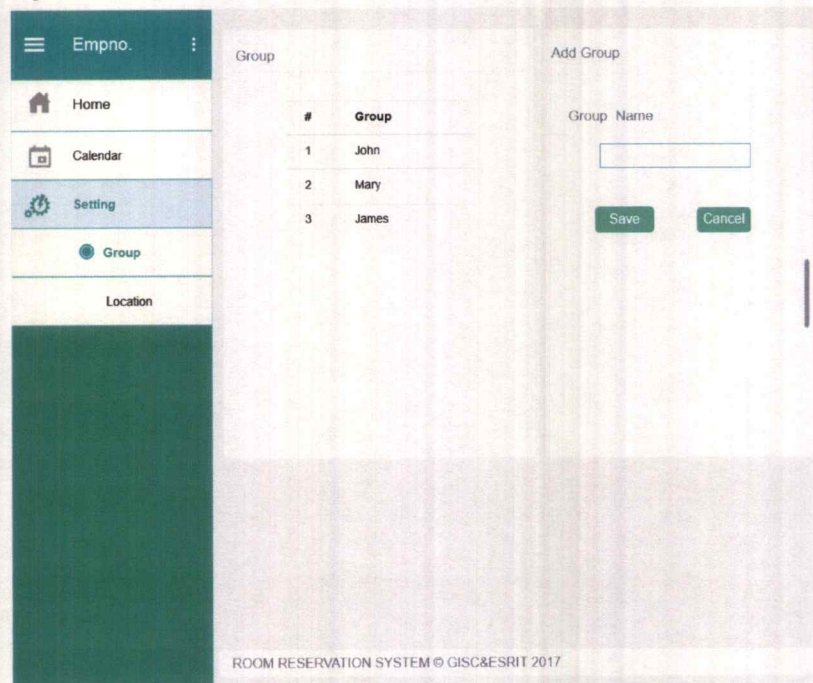 Empno.
Home
Calendar
Setting
Group
Location
Group
# Group
1 John
2 Mary
3 James
Add Group
Group Name
Save Cancel
ROOM RESERVATION SYSTEM © GISC&ESRIT 2017